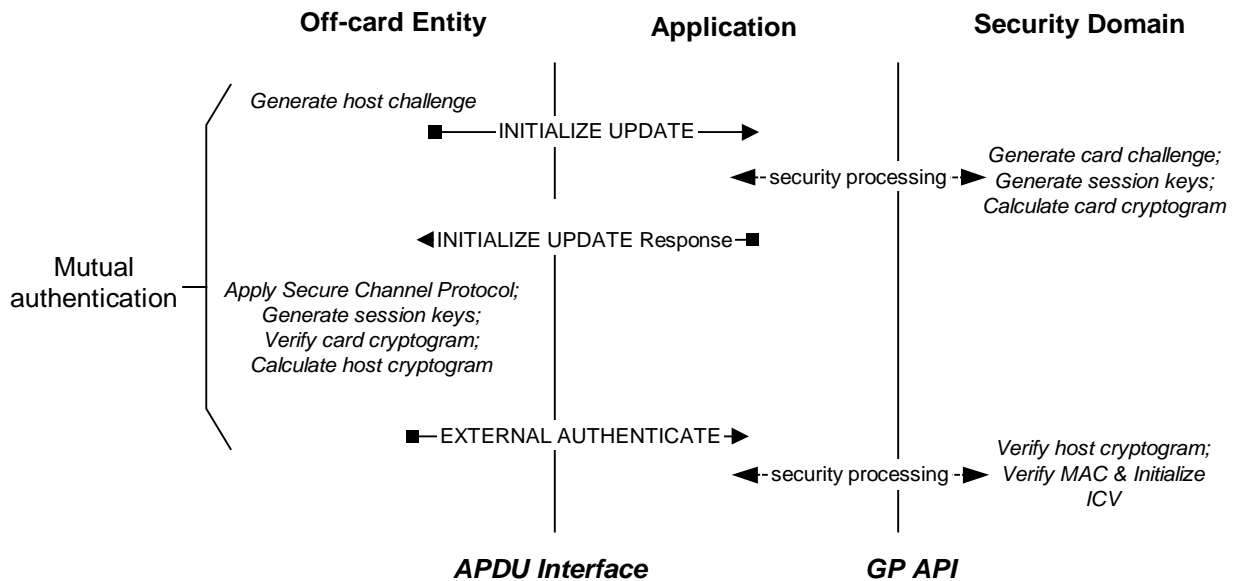 Off-card Entity
Application
Security Domain
Generate host challenge
INITIALIZE UPDATE
security processing
Generate card challenge;
Generate session keys;
Calculate card cryptogram
INITIALIZE UPDATE Response
Mutual
authentication
Apply Secure Channel Protocol;
Generate session keys;
Verify card cryptogram;
Calculate host cryptogram
EXTERNAL AUTHENTICATE
security processing
Verify host cryptogram;
Verify MAC & Initialize
ICV
APDU Interface
GP API